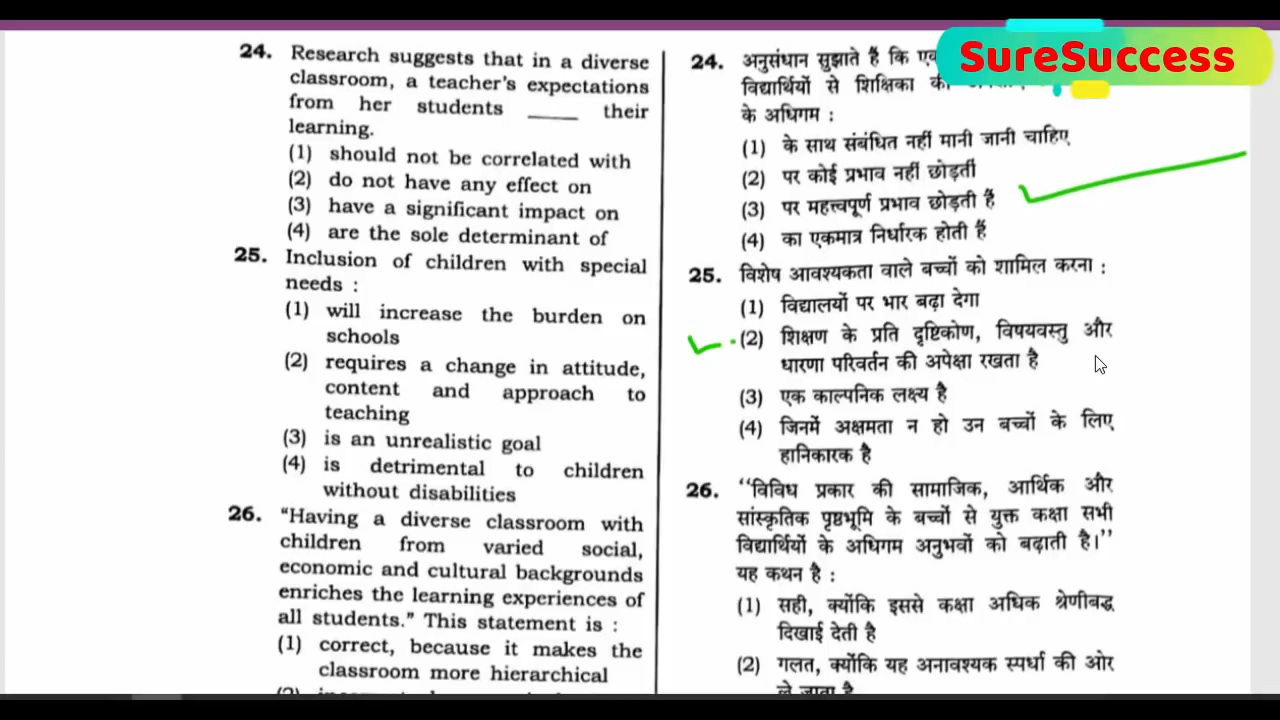 SureSuccess
24. Research suggests that in a diverse
classroom, a teacher's expectations
from her students ____ their
learning.
(1) should not be correlated with
(2) do not have any effect on
(3) have a significant impact on
(4) are the sole determinant of
25. Inclusion of children with special
needs :
(1) will increase the burden on
schools
(2) requires a change in attitude,
content and approach to
teaching
(3) is an unrealistic goal
(4) is detrimental to children
without disabilities
26. "Having a diverse classroom with
children from varied social,
economic and cultural backgrounds
enriches the learning experiences of
all students." This statement is :
(1) correct, because it makes the
classroom more hierarchical
24. अनुसंधान सुझाते हैं कि
विद्यार्थियों से शिक्षिका की
के अधिगम :
(1) के साथ संबंधित नहीं मानी जानी चाहिए
(2) पर कोई प्रभाव नहीं छोड़तीं
(3) पर महत्त्वपूर्ण प्रभाव छोड़ती हैं
(4) का एकमात्र निर्धारक होती हैं
25. विशेष आवश्यकता वाले बच्चों को शामिल करना :
(1) विद्यालयों पर भार बढ़ा देगा
(2) शिक्षण के प्रति दृष्टिकोण, विषयवस्तु और
धारणा परिवर्तन की अपेक्षा रखता है
(3) एक काल्पनिक लक्ष्य है
(4) जिनमें अक्षमता न हो उन बच्चों के लिए
हानिकारक है
26. "विविध प्रकार की सामाजिक, आर्थिक और
सांस्कृतिक पृष्ठभूमि के बच्चों से युक्त कक्षा सभी
विद्यार्थियों के अधिगम अनुभवों को बढ़ाती है।"
यह कथन है :
(1) सही, क्योंकि इससे कक्षा अधिक श्रेणीबद्ध
दिखाई देती है
(2) गलत, क्योंकि यह अनावश्यक स्पर्धा की ओर
ले जाता है